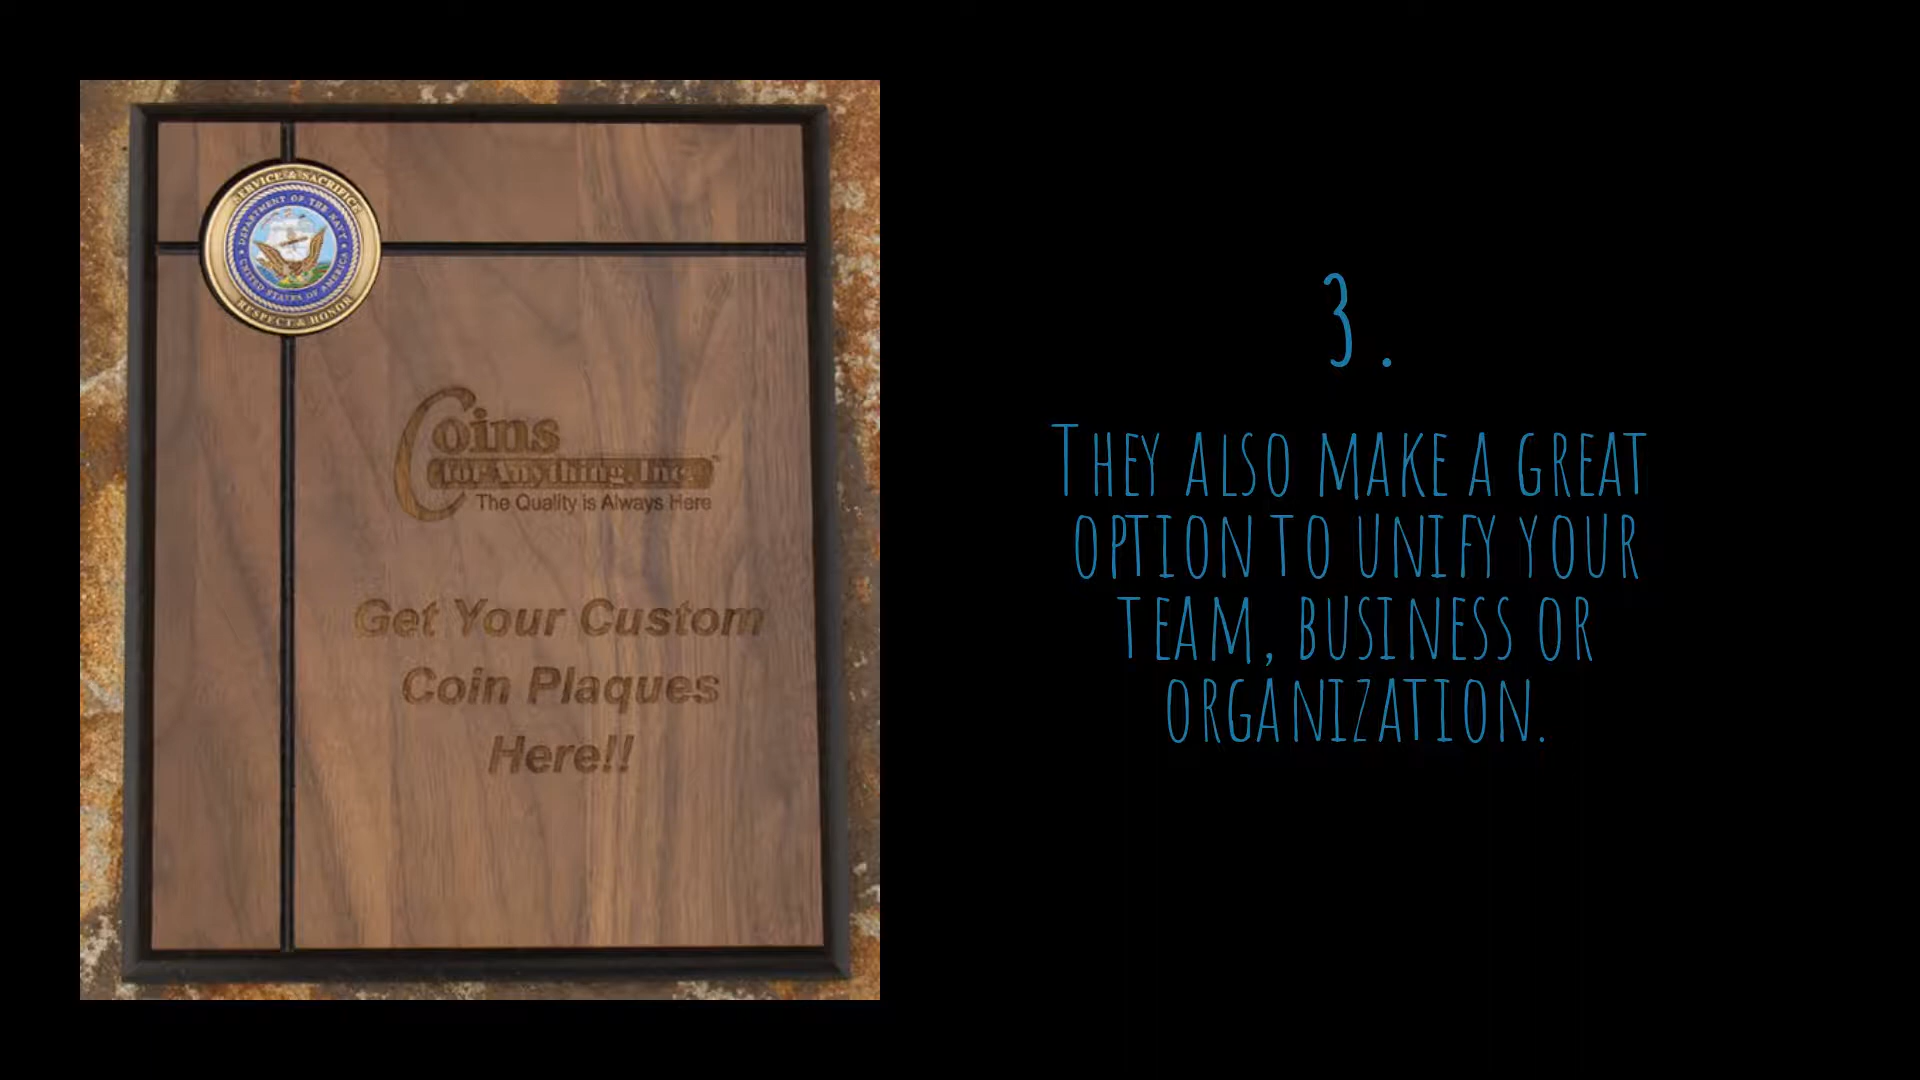 SERVICE & SACRIFICE
DEPARTMENT OF THE NAVY
UNITED STATES OF AMERICA
RESPECT & HONOR
Coins
for Anything, Inc.™
The Quality is Always Here
Get Your Custom
Coin Plaques
Here!!
3.
They also make a great
option to unify your
team, business or
organization.